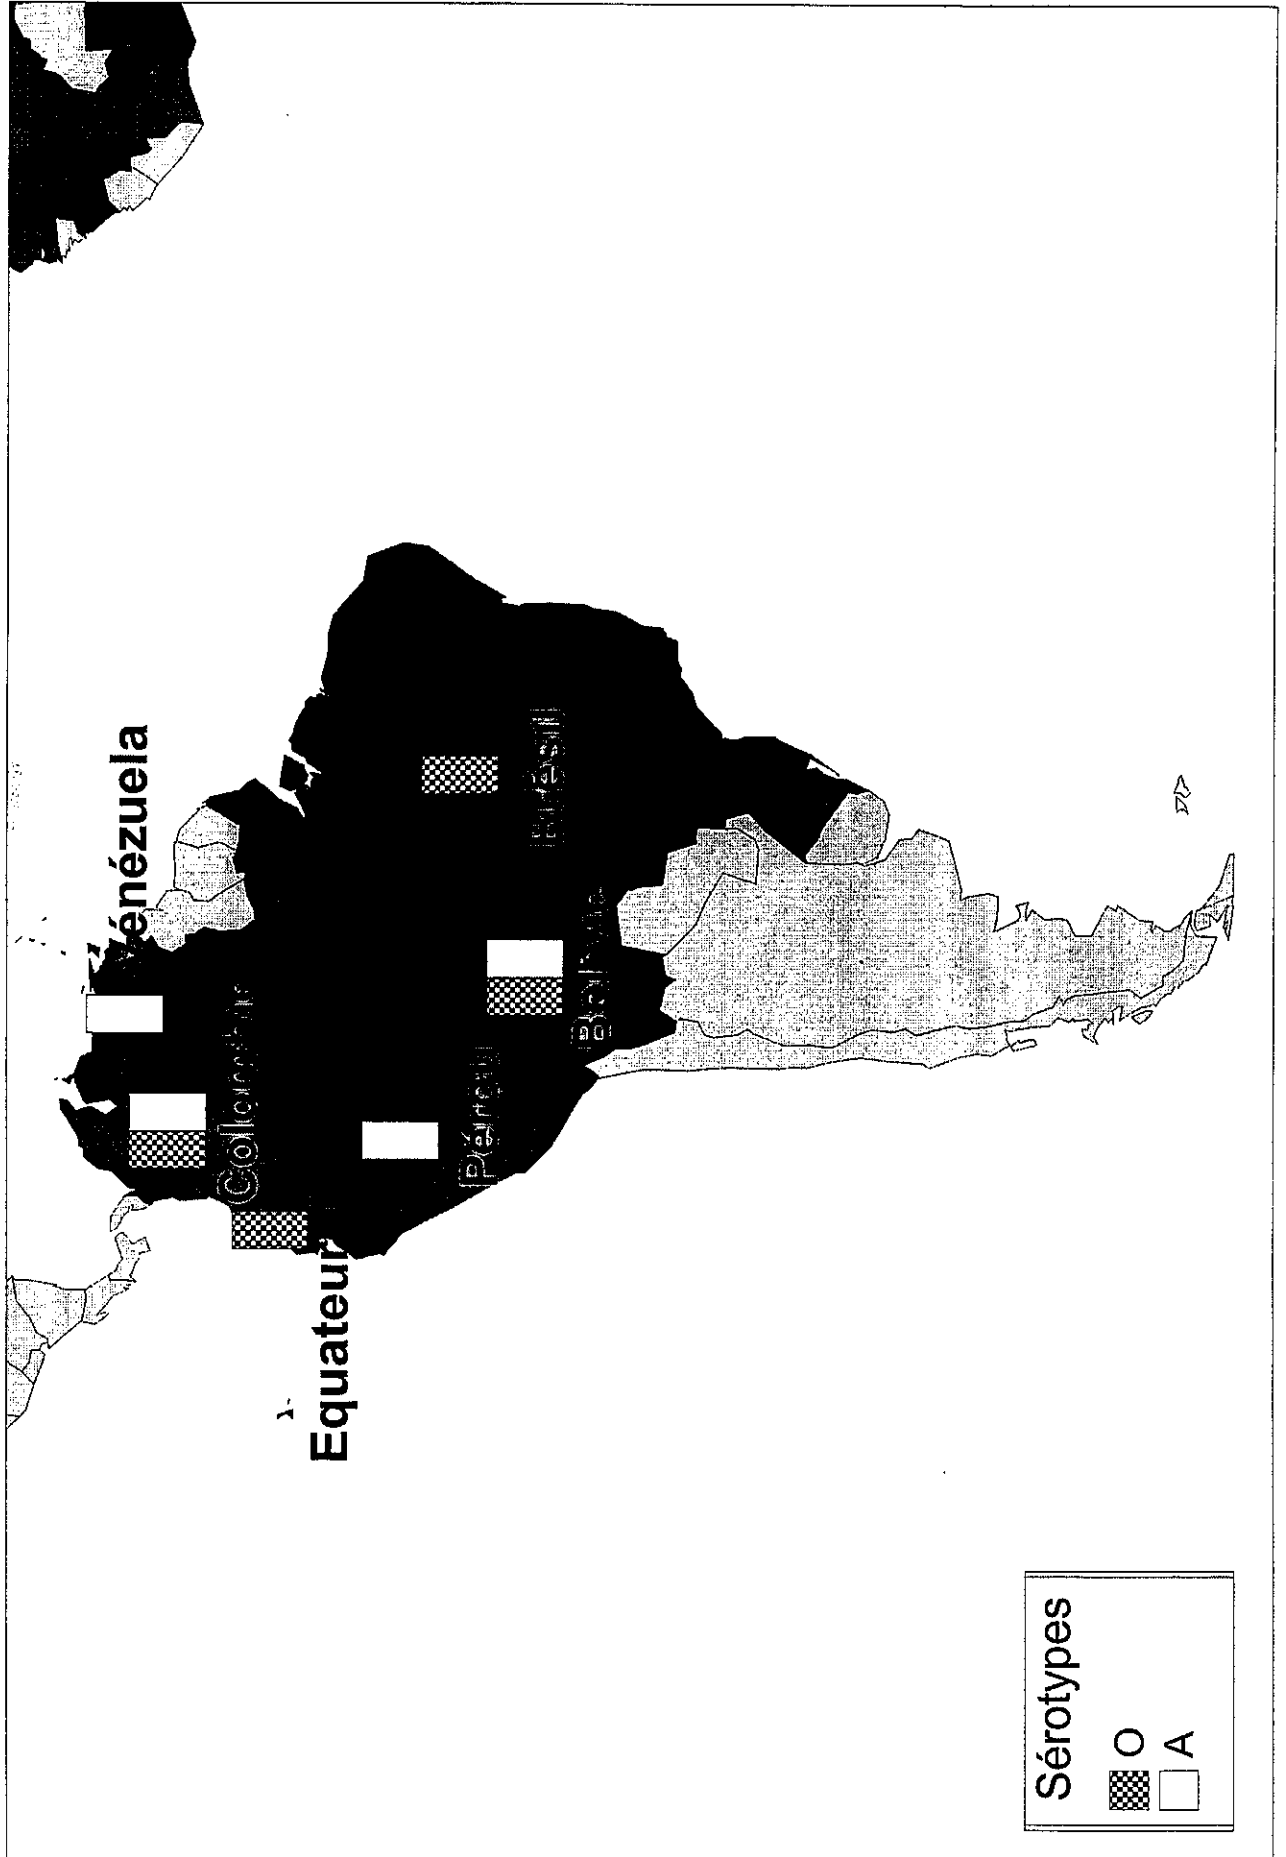 Vénézuela
Colombie
Equateur
Pérou
Brésil
Bolivie
Sérotypes
O
A